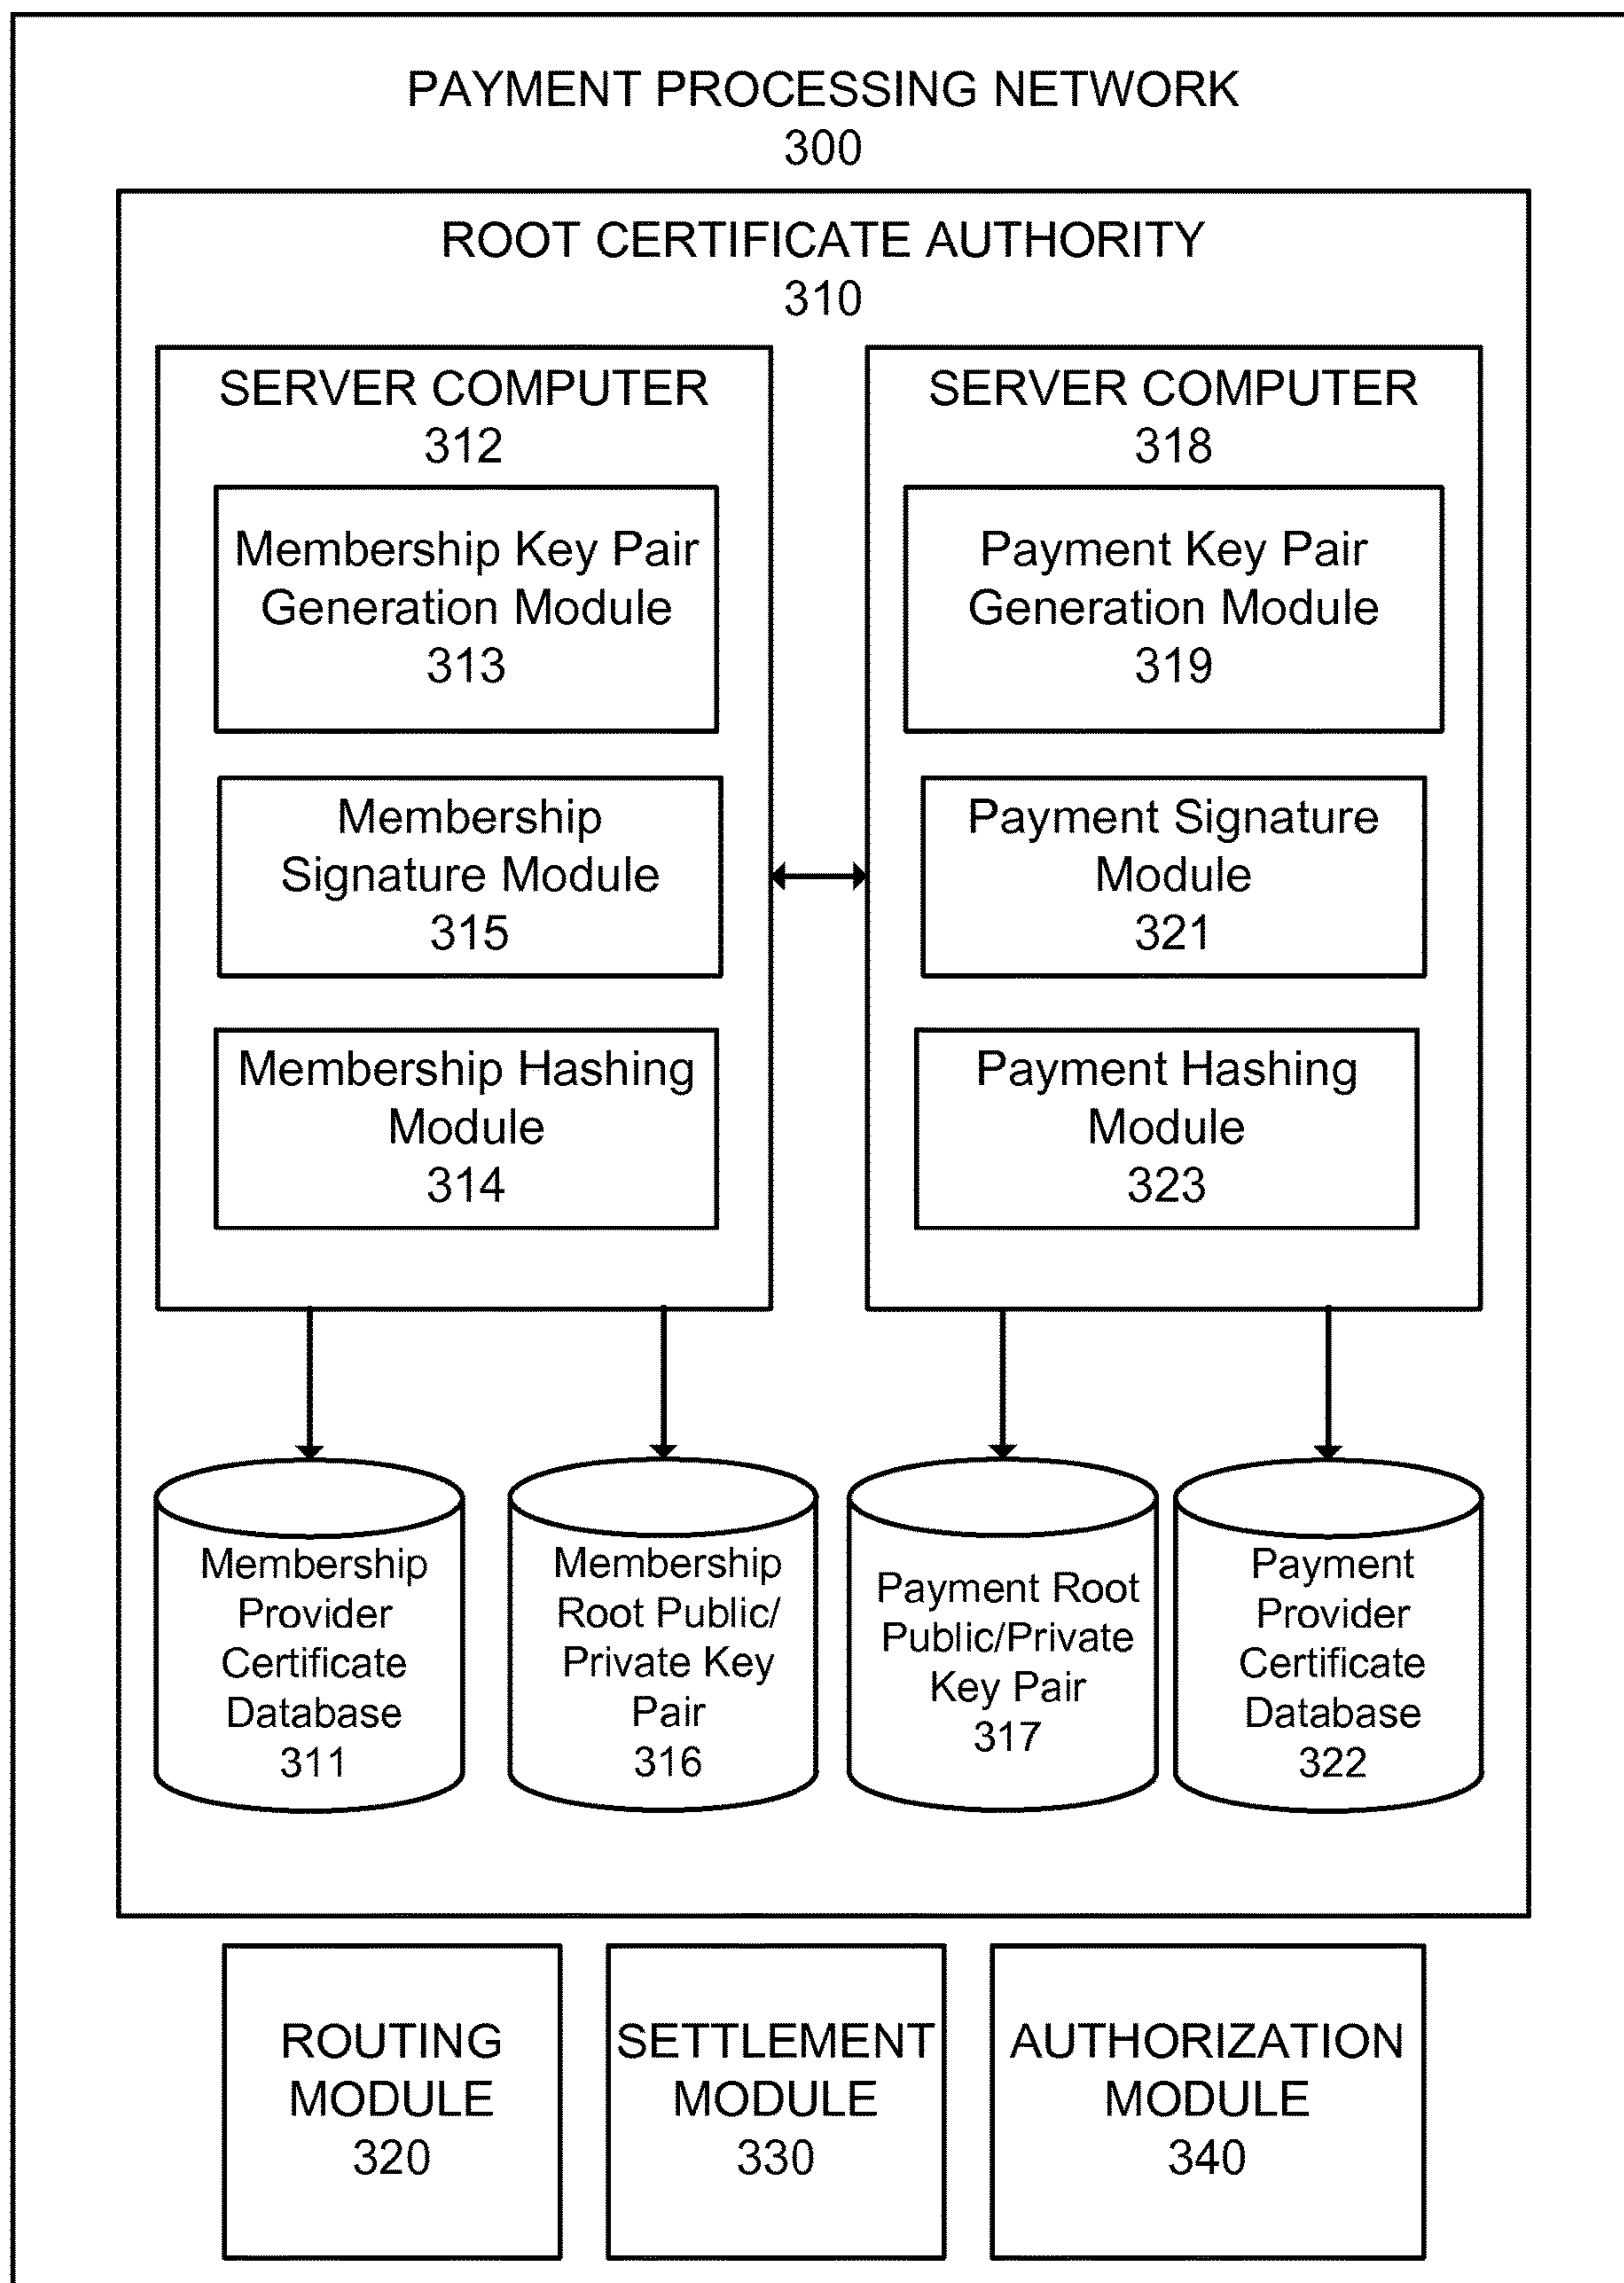 PAYMENT PROCESSING NETWORK
300
ROOT CERTIFICATE AUTHORITY
310
SERVER COMPUTER
312
Membership Key Pair
Generation Module
313
Membership
Signature Module
315
Membership Hashing
Module
314
SERVER COMPUTER
318
Payment Key Pair
Generation Module
319
Payment Signature
Module
321
Payment Hashing
Module
323
Membership
Provider
Certificate
Database
311
Membership
Root Public/
Private Key
Pair
316
Payment Root
Public/Private
Key Pair
317
Payment
Provider
Certificate
Database
322
ROUTING
MODULE
320
SETTLEMENT
MODULE
330
AUTHORIZATION
MODULE
340